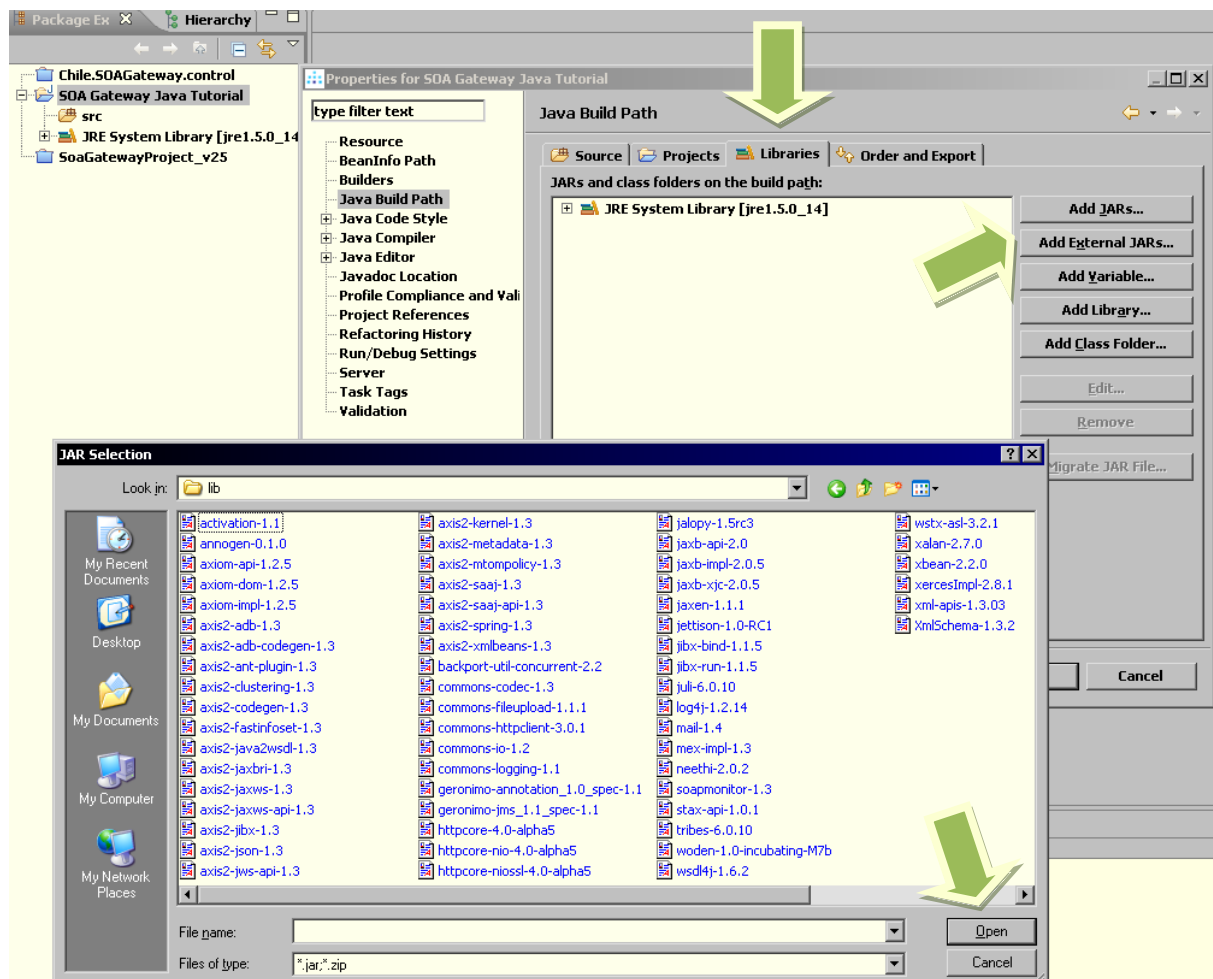 Package Ex
Hierarchy
Chile.SOAGateway.control
SOA Gateway Java Tutorial
src
JRE System Library [jre1.5.0_14
SoaGatewayProject_v25
Properties for SOA Gateway Java Tutorial
type filter text
Resource
BeanInfo Path
Builders
Java Build Path
Java Code Style
Java Compiler
Java Editor
Javadoc Location
Profile Compliance and Vali
Project References
Refactoring History
Run/Debug Settings
Server
Task Tags
Validation
Java Build Path
Source
Projects
Libraries
Order and Export
JARs and class folders on the build path:
JRE System Library [jre1.5.0_14]
Add JARs...
Add External JARs...
Add Variable...
Add Library...
Add Class Folder...
Edit...
Remove
Migrate JAR File...
Cancel
JAR Selection
Look in:
lib
My Recent
Documents
Desktop
My Documents
My Computer
My Network
Places
activation-1.1
annogen-0.1.0
axiom-api-1.2.5
axiom-dom-1.2.5
axiom-impl-1.2.5
axis2-adb-1.3
axis2-adb-codegen-1.3
axis2-ant-plugin-1.3
axis2-clustering-1.3
axis2-codegen-1.3
axis2-fastinfoset-1.3
axis2-java2wsdl-1.3
axis2-jaxbri-1.3
axis2-jaxws-1.3
axis2-jaxws-api-1.3
axis2-jibx-1.3
axis2-json-1.3
axis2-jws-api-1.3
axis2-kernel-1.3
axis2-metadata-1.3
axis2-mtompolicy-1.3
axis2-saaj-1.3
axis2-saaj-api-1.3
axis2-spring-1.3
axis2-xmlbeans-1.3
backport-util-concurrent-2.2
commons-codec-1.3
commons-fileupload-1.1.1
commons-httpclient-3.0.1
commons-io-1.2
commons-logging-1.1
geronimo-annotation_1.0_spec-1.1
geronimo-jms_1.1_spec-1.1
httpcore-4.0-alpha5
httpcore-nio-4.0-alpha5
httpcore-niossl-4.0-alpha5
jalopy-1.5rc3
jaxb-api-2.0
jaxb-impl-2.0.5
jaxb-xjc-2.0.5
jaxen-1.1.1
jettison-1.0-RC1
jibx-bind-1.1.5
jibx-run-1.1.5
juli-6.0.10
log4j-1.2.14
mail-1.4
mex-impl-1.3
neethi-2.0.2
soapmonitor-1.3
stax-api-1.0.1
tribes-6.0.10
woden-1.0-incubating-M7b
wsdl4j-1.6.2
wstx-asl-3.2.1
xalan-2.7.0
xbean-2.2.0
xercesImpl-2.8.1
xml-apis-1.3.03
XmlSchema-1.3.2
File name:
Open
Files of type:
*.jar;*.zip
Cancel